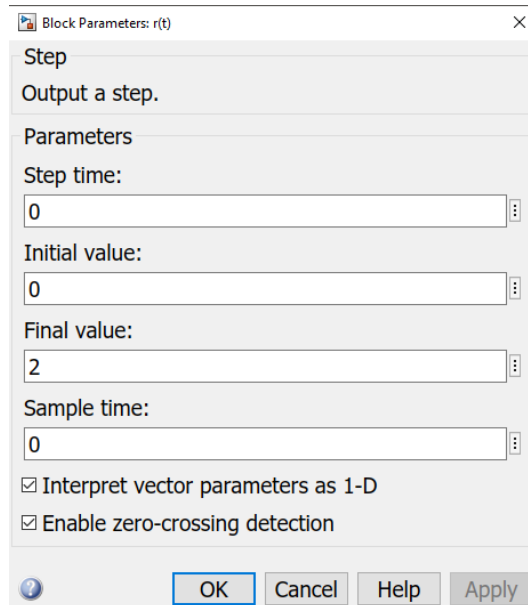 Block Parameters: r(t)
Step
Output a step.
Parameters
Step time:
0
Initial value:
0
Final value:
2
Sample time:
0
Interpret vector parameters as 1-D
Enable zero-crossing detection
OK Cancel Help Apply